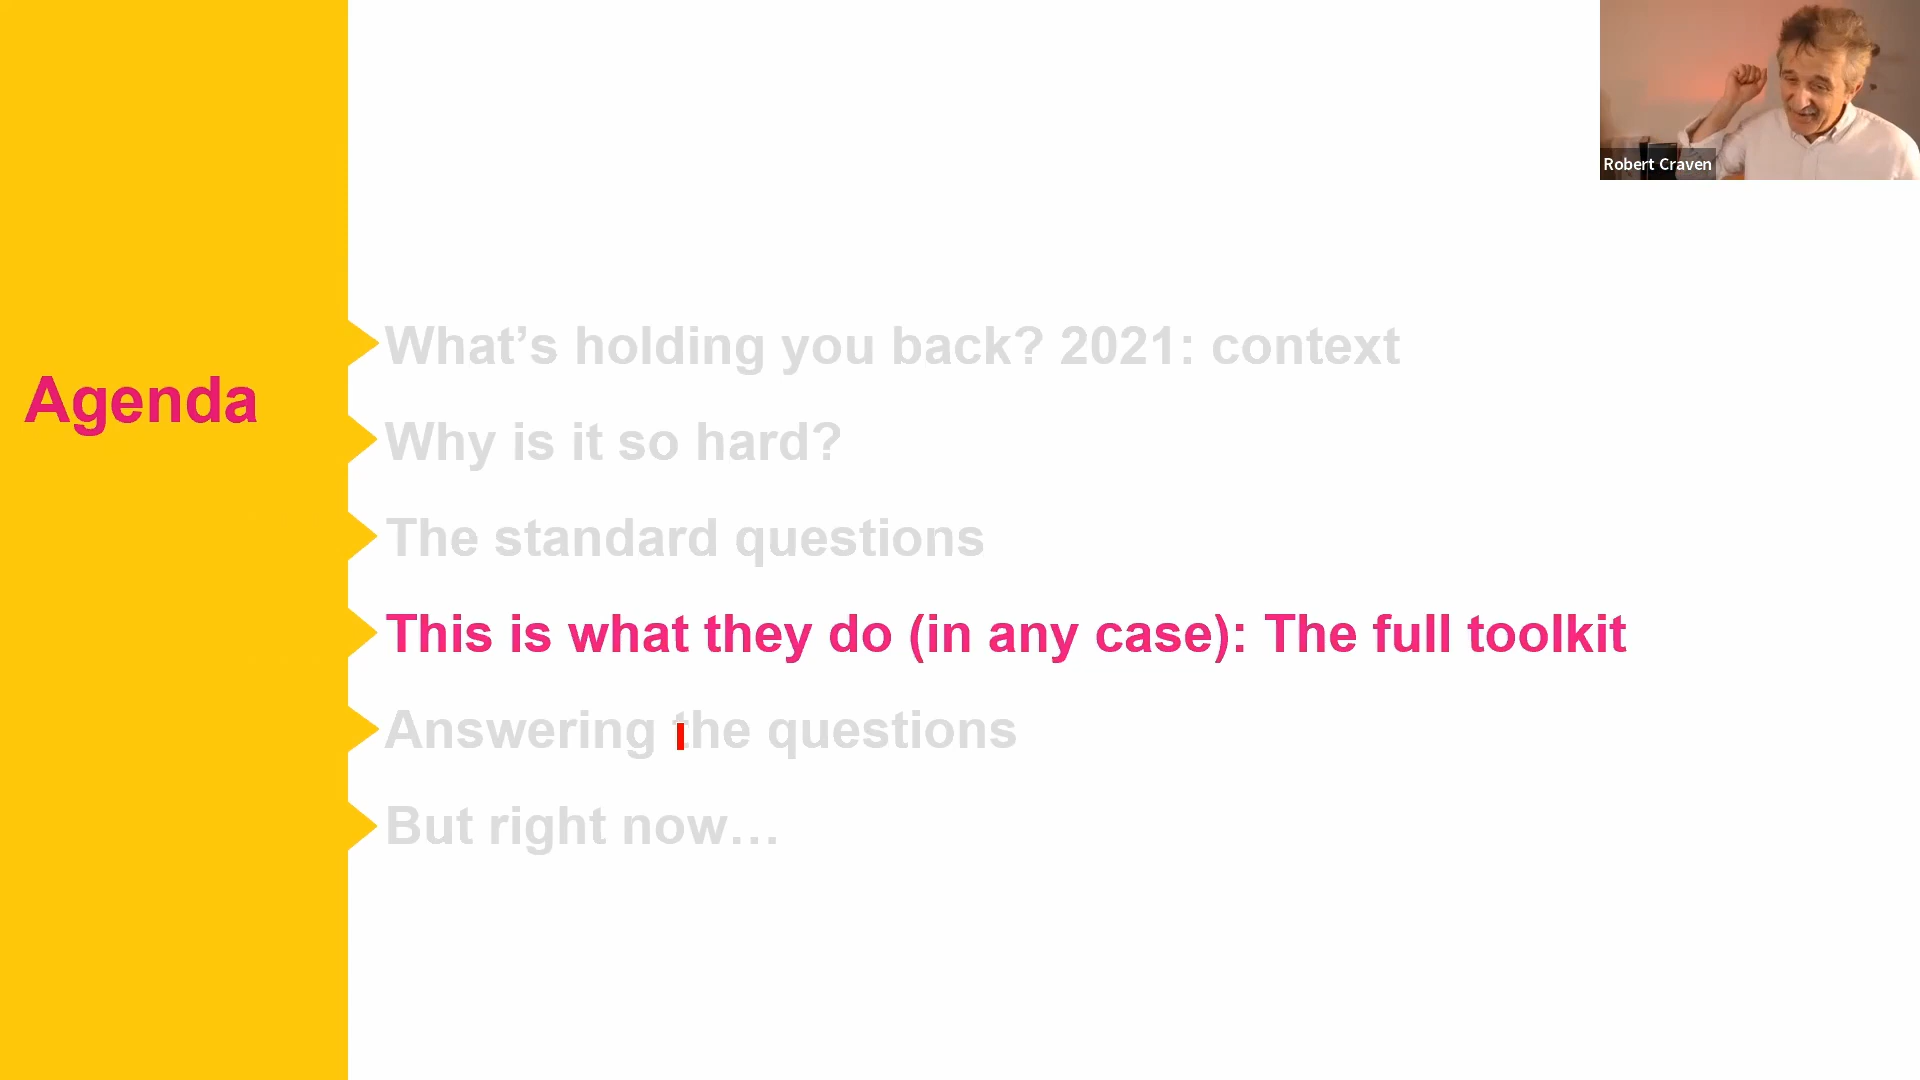 Robert Craven
Agenda
What’s holding you back? 2021: context
Why is it so hard?
The standard questions
This is what they do (in any case): The full toolkit
Answering the questions
But right now…